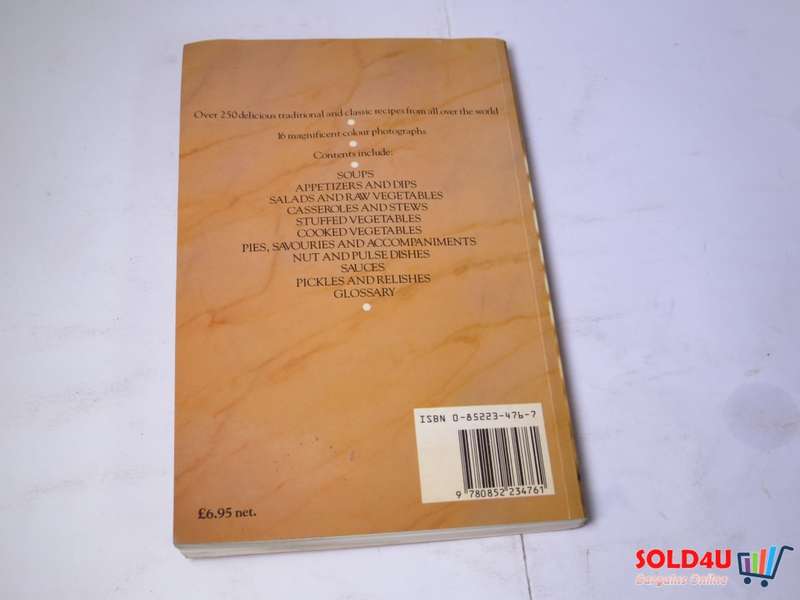 Over 250 delicious traditional and classic recipes from all over the world
16 magnificent colour photographs
Contents include:
SOUPS
APPETIZERS AND DIPS
SALADS AND RAW VEGETABLES
CASSEROLES AND STEWS
STUFFED VEGETABLES
COOKED VEGETABLES
PIES, SAVOURIES AND ACCOMPANIMENTS
NUT AND PULSE DISHES
SAUCES
PICKLES AND RELISHES
GLOSSARY
ISBN 0-85223-476-7
9 780852 234761
£6.95 net.
SOLD4U
Bargains Online